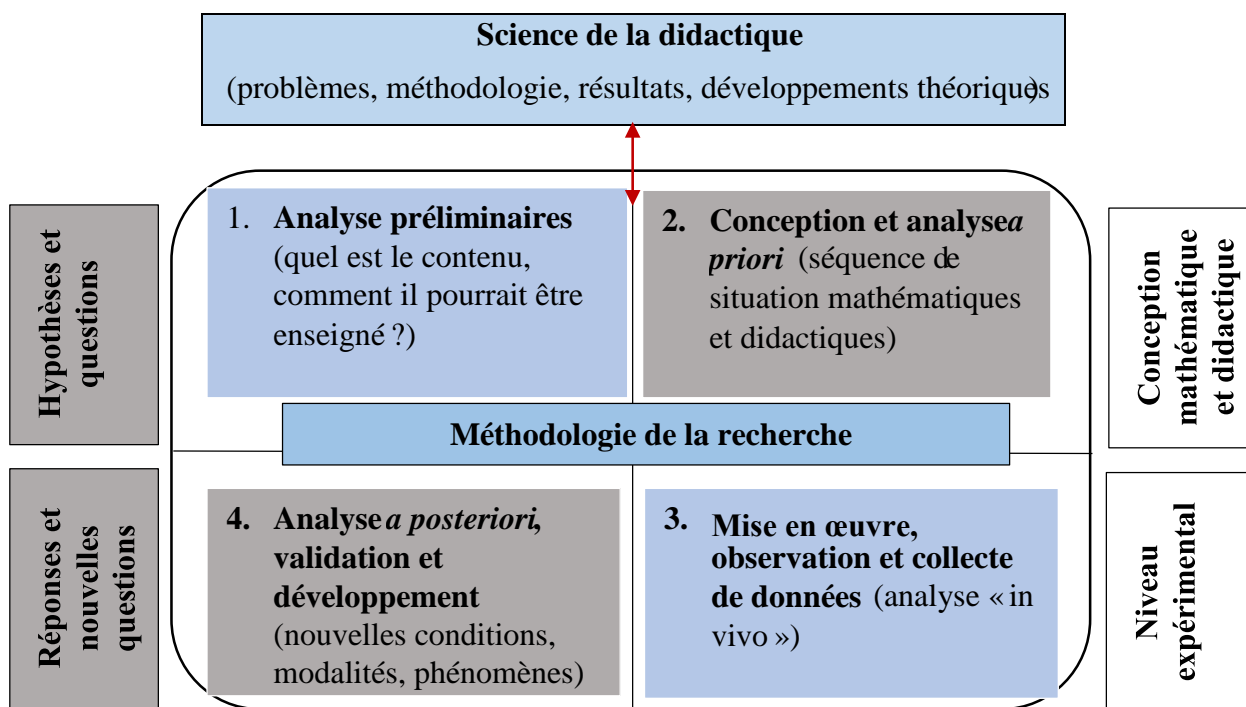 Science de la didactique
(problèmes, méthodologie, résultats, développements théoriques)
Hypothèses et
questions
1. Analyse préliminaires
(quel est le contenu,
comment il pourrait être
enseigné ?)
2. Conception et analyse a
priori (séquence de
situation mathématiques
et didactiques)
Conception
mathématique
et didactique
Méthodologie de la recherche
Réponses et
nouvelles
questions
4. Analyse a posteriori,
validation et
développement
(nouvelles conditions,
modalités, phénomènes)
3. Mise en œuvre,
observation et collecte
de données (analyse « in
vivo »)
Niveau
expérimental